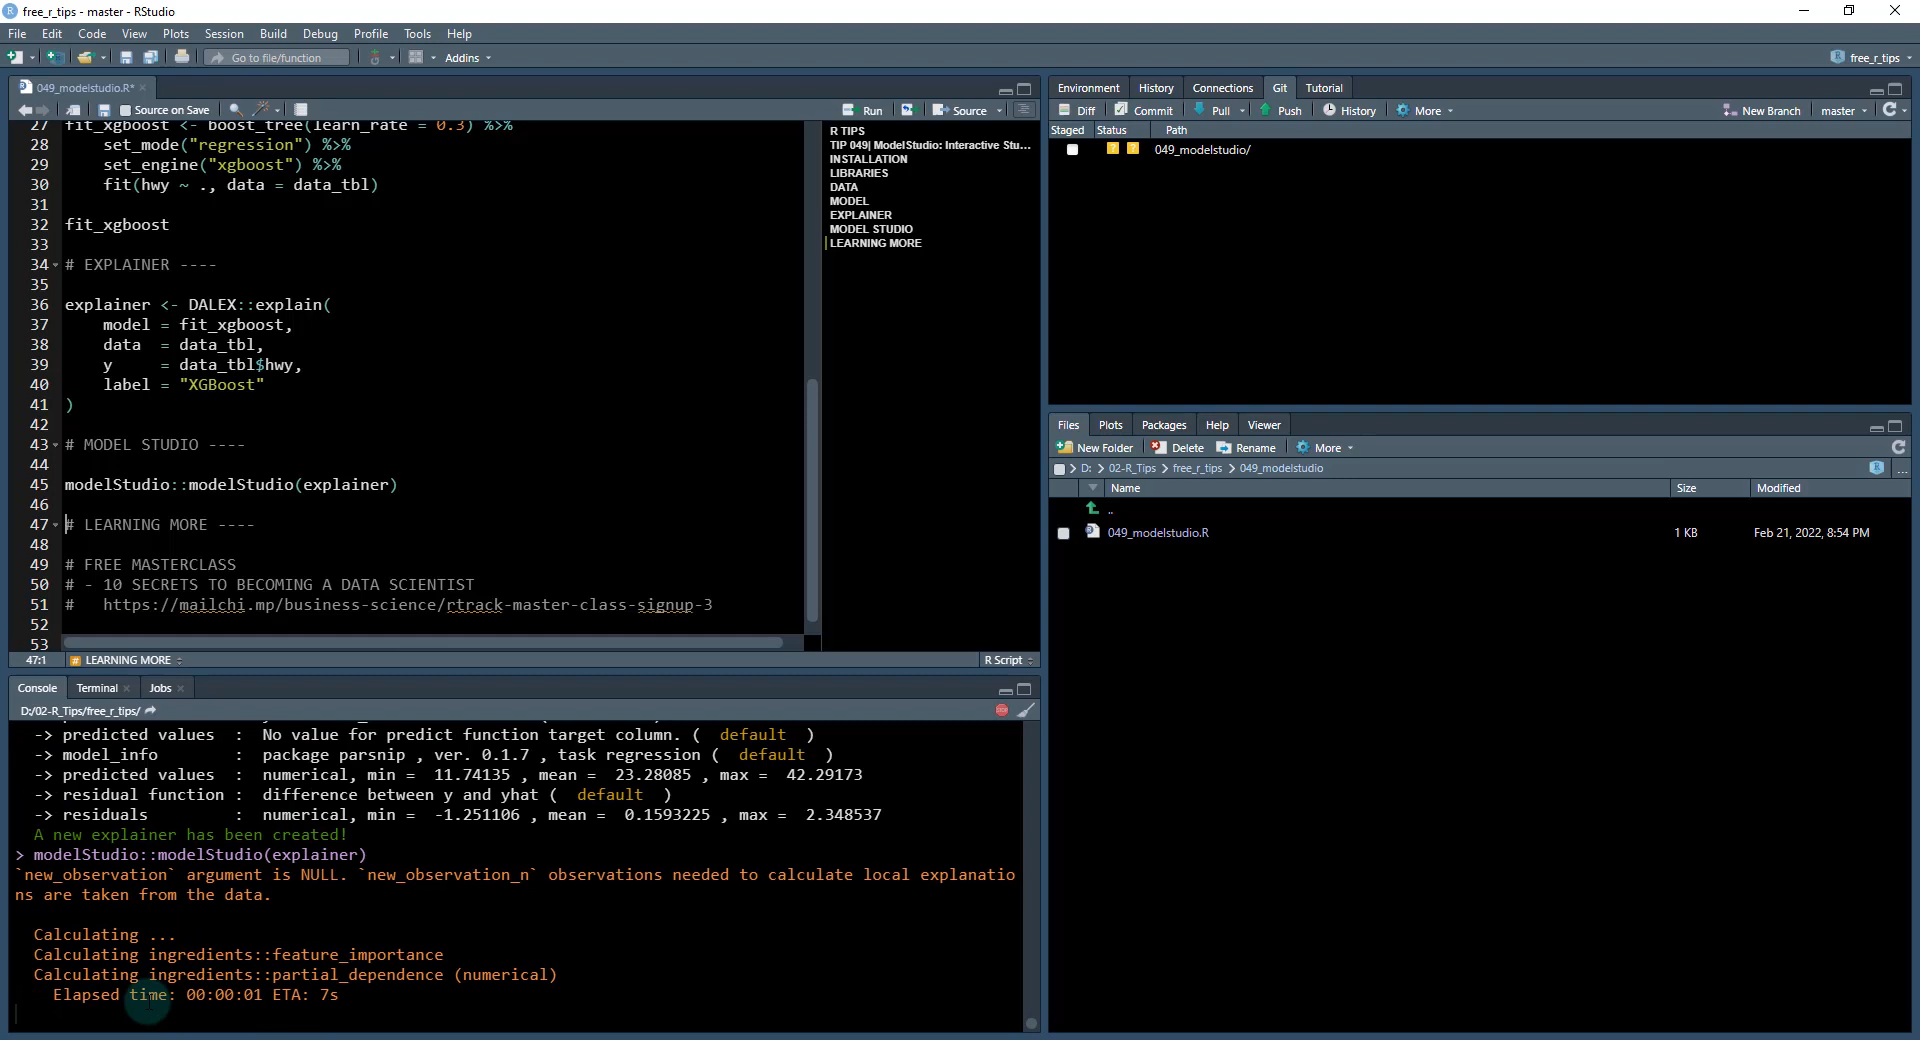 free_r_tips - master - RStudio
File Edit Code View Plots Session Build Debug Profile Tools Help
Go to file/function Addins free_r_tips
049_modelstudio.R*
Source on Save Run Source
27 fit_xgboost <- boost_tree(learn_rate = 0.3) %>%
28 set_mode("regression") %>%
29 set_engine("xgboost") %>%
30 fit(hwy ~ ., data = data_tbl)
31
32 fit_xgboost
33
34 # EXPLAINER ----
35
36 explainer <- DALEX::explain(
37 model = fit_xgboost,
38 data = data_tbl,
39 y = data_tbl$hwy,
40 label = "XGBoost"
41 )
42
43 # MODEL STUDIO ----
44
45 modelStudio::modelStudio(explainer)
46
47 # LEARNING MORE ----
48
49 # FREE MASTERCLASS
50 # - 10 SECRETS TO BECOMING A DATA SCIENTIST
51 # https://mailchi.mp/business-science/rtrack-master-class-signup-3
52
53
R TIPS
TIP 049| ModelStudio: Interactive Stu...
INSTALLATION
LIBRARIES
DATA
MODEL
EXPLAINER
MODEL STUDIO
LEARNING MORE
47:1 # LEARNING MORE R Script
Console Terminal Jobs
D:/02-R_Tips/free_r_tips/
-> predicted values : No value for predict function target column. ( default )
-> model_info : package parsnip , ver. 0.1.7 , task regression ( default )
-> predicted values : numerical, min = 11.74135 , mean = 23.28085 , max = 42.29173
-> residual function : difference between y and yhat ( default )
-> residuals : numerical, min = -1.251106 , mean = 0.1593225 , max = 2.348537
A new explainer has been created!
> modelStudio::modelStudio(explainer)
`new_observation` argument is NULL. `new_observation_n` observations needed to calculate local explanatio
ns are taken from the data.
Calculating ...
Calculating ingredients::feature_importance
Calculating ingredients::partial_dependence (numerical)
Elapsed time: 00:00:01 ETA: 7s
Environment History Connections Git Tutorial
Diff Commit Pull Push History More New Branch master
Staged Status Path
? ? 049_modelstudio/
Files Plots Packages Help Viewer
New Folder Delete Rename More
D: > 02-R_Tips > free_r_tips > 049_modelstudio ...
Name Size Modified
..
049_modelstudio.R 1 KB Feb 21, 2022, 8:54 PM